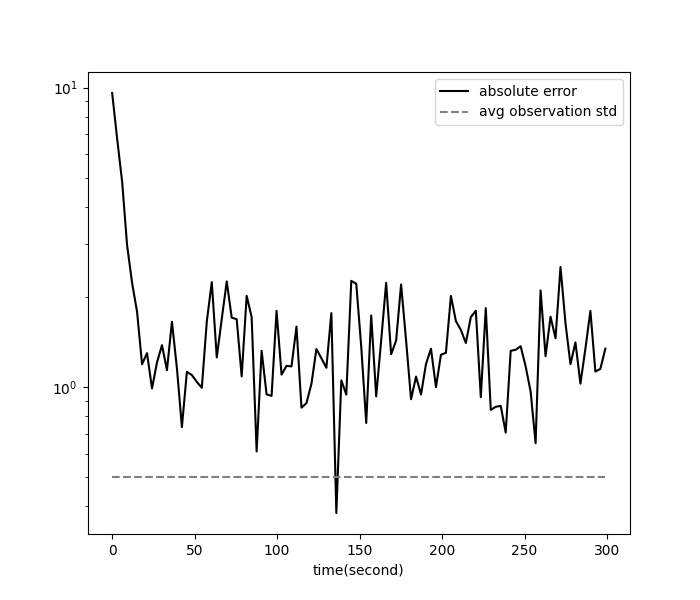 absolute error
avg observation std
10¹
10⁰
0 50 100 150 200 250 300
time(second)